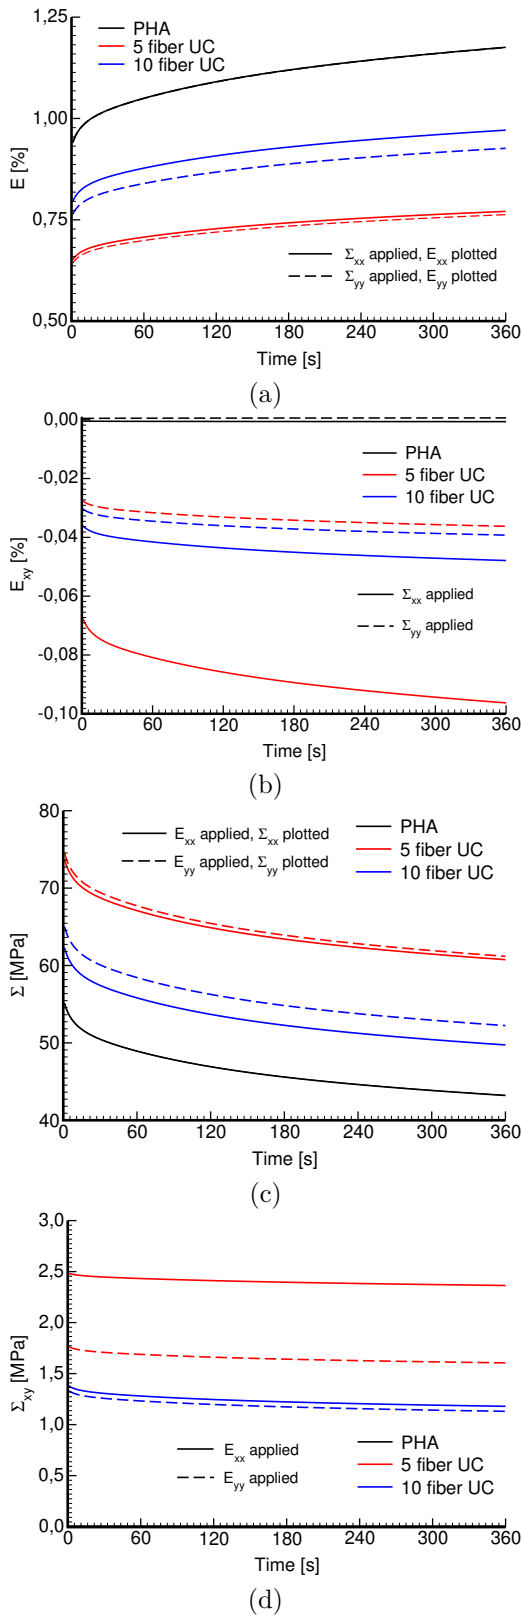 1,25
PHA
5 fiber UC
10 fiber UC
1,00
E [%]
0,75
Σxx applied, Exx plotted
Σyy applied, Eyy plotted
0,50
0 60 120 180 240 300 360
Time [s]
(a)
0,00
PHA
-0,02
5 fiber UC
10 fiber UC
-0,04
Exy [%]
-0,06
Σxx applied
Σyy applied
-0,08
-0,10
0 60 120 180 240 300 360
Time [s]
(b)
80
Exx applied, Σxx plotted
PHA
Eyy applied, Σyy plotted
5 fiber UC
10 fiber UC
70
Σ [MPa]
60
50
40
0 60 120 180 240 300 360
Time [s]
(c)
3,0
2,5
2,0
Σxy [MPa]
1,5
1,0
Exx applied
PHA
5 fiber UC
0,5
Eyy applied
10 fiber UC
0,0
0 60 120 180 240 300 360
Time [s]
(d)